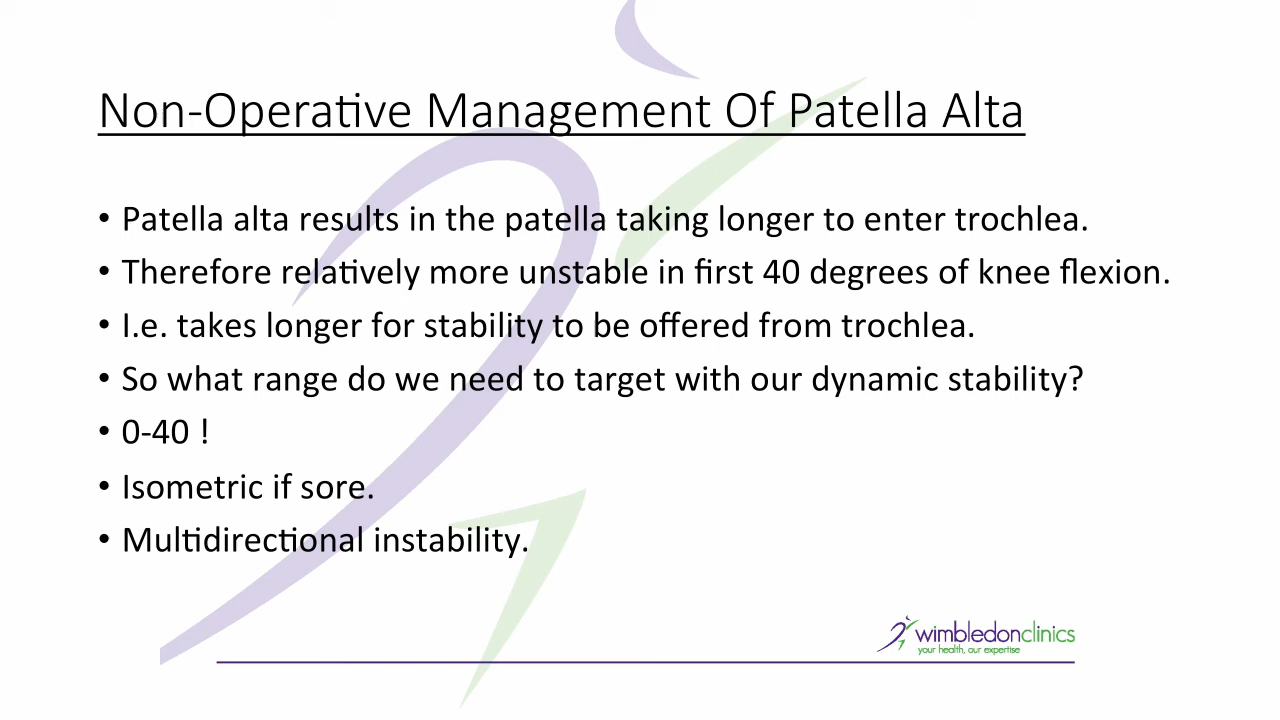 Non-Operative Management Of Patella Alta
• Patella alta results in the patella taking longer to enter trochlea.
• Therefore relatively more unstable in first 40 degrees of knee flexion.
• I.e. takes longer for stability to be offered from trochlea.
• So what range do we need to target with our dynamic stability?
• 0-40 !
• Isometric if sore.
• Multidirectional instability.
wimbledonclinics
your health, our expertise